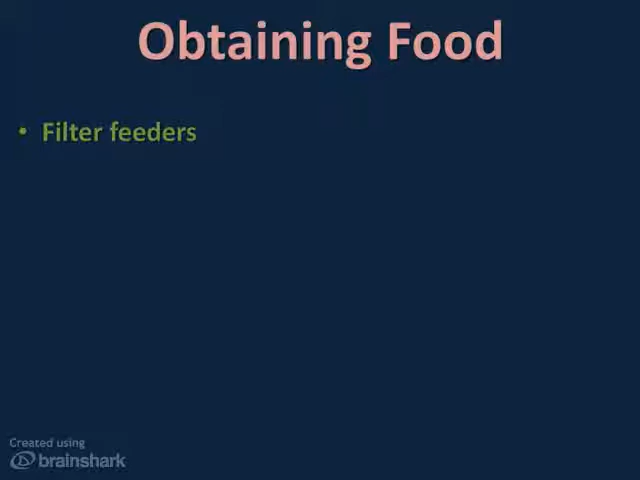 Obtaining Food
• Filter feeders
Created using
brainshark